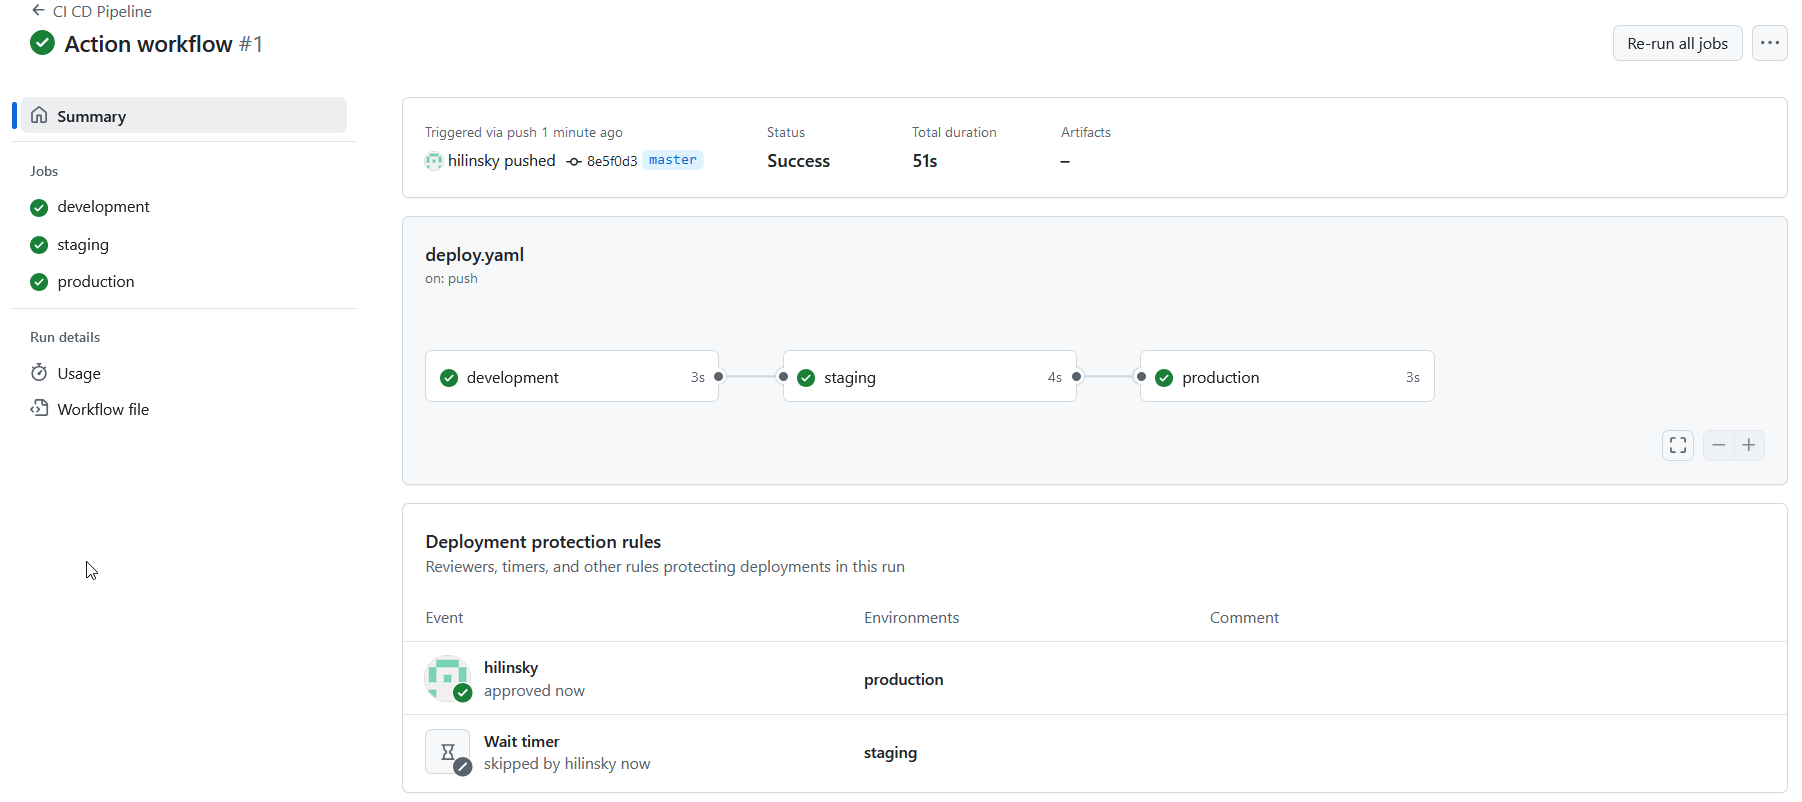 CI CD Pipeline
Action workflow #1
Re-run all jobs
Summary
Jobs
development
staging
production
Run details
Usage
Workflow file
Triggered via push 1 minute ago
hilinsky pushed 8e5f0d3 master
Status
Success
Total duration
51s
Artifacts
–
deploy.yaml
on: push
development 3s
staging 4s
production 3s
Deployment protection rules
Reviewers, timers, and other rules protecting deployments in this run
Event Environments Comment
hilinsky
approved now
production
Wait timer
skipped by hilinsky now
staging